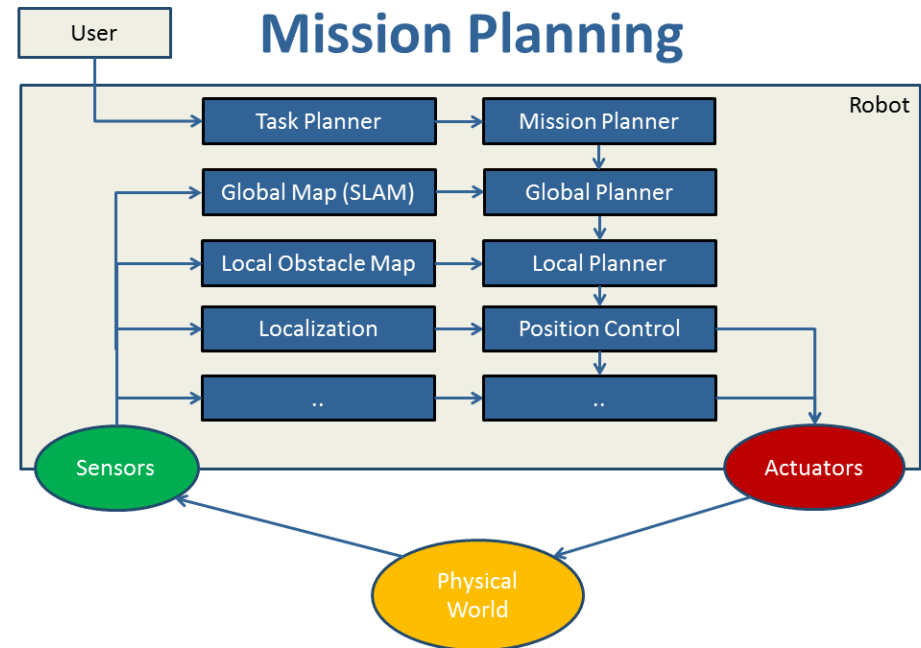 User
Mission Planning
Robot
Task Planner
Mission Planner
Global Map (SLAM)
Global Planner
Local Obstacle Map
Local Planner
Localization
Position Control
..
..
Sensors
Actuators
Physical
World